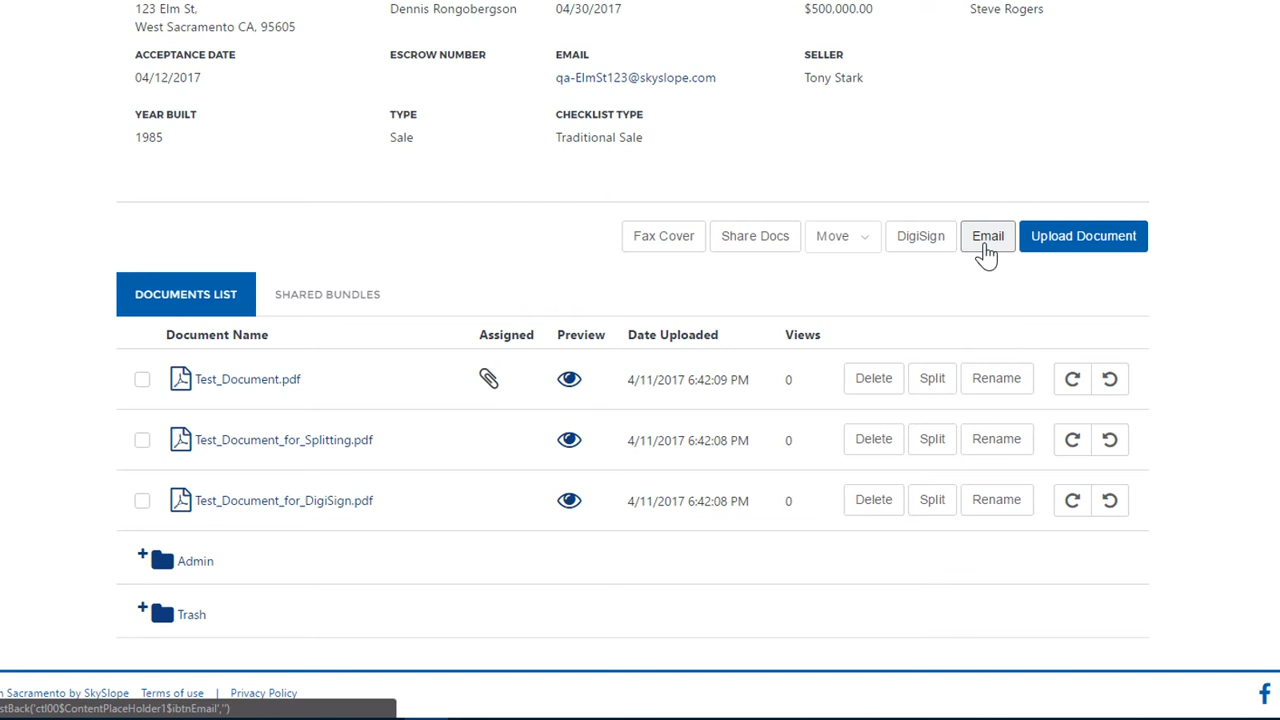 123 Elm St, Dennis Rongobergson 04/30/2017 $500,000.00 Steve Rogers
West Sacramento CA, 95605
ACCEPTANCE DATE ESCROW NUMBER EMAIL SELLER
04/12/2017 qa-ElmSt123@skyslope.com Tony Stark
YEAR BUILT TYPE CHECKLIST TYPE
1985 Sale Traditional Sale
Fax Cover Share Docs Move DigiSign Email Upload Document
DOCUMENTS LIST SHARED BUNDLES
Document Name Assigned Preview Date Uploaded Views
Test_Document.pdf 4/11/2017 6:42:09 PM 0 Delete Split Rename
Test_Document_for_Splitting.pdf 4/11/2017 6:42:08 PM 0 Delete Split Rename
Test_Document_for_DigiSign.pdf 4/11/2017 6:42:08 PM 0 Delete Split Rename
Admin
Trash
n Sacramento by SkySlope Terms of use | Privacy Policy
stBack('ctl00$ContentPlaceHolder1$ibtnEmail','')